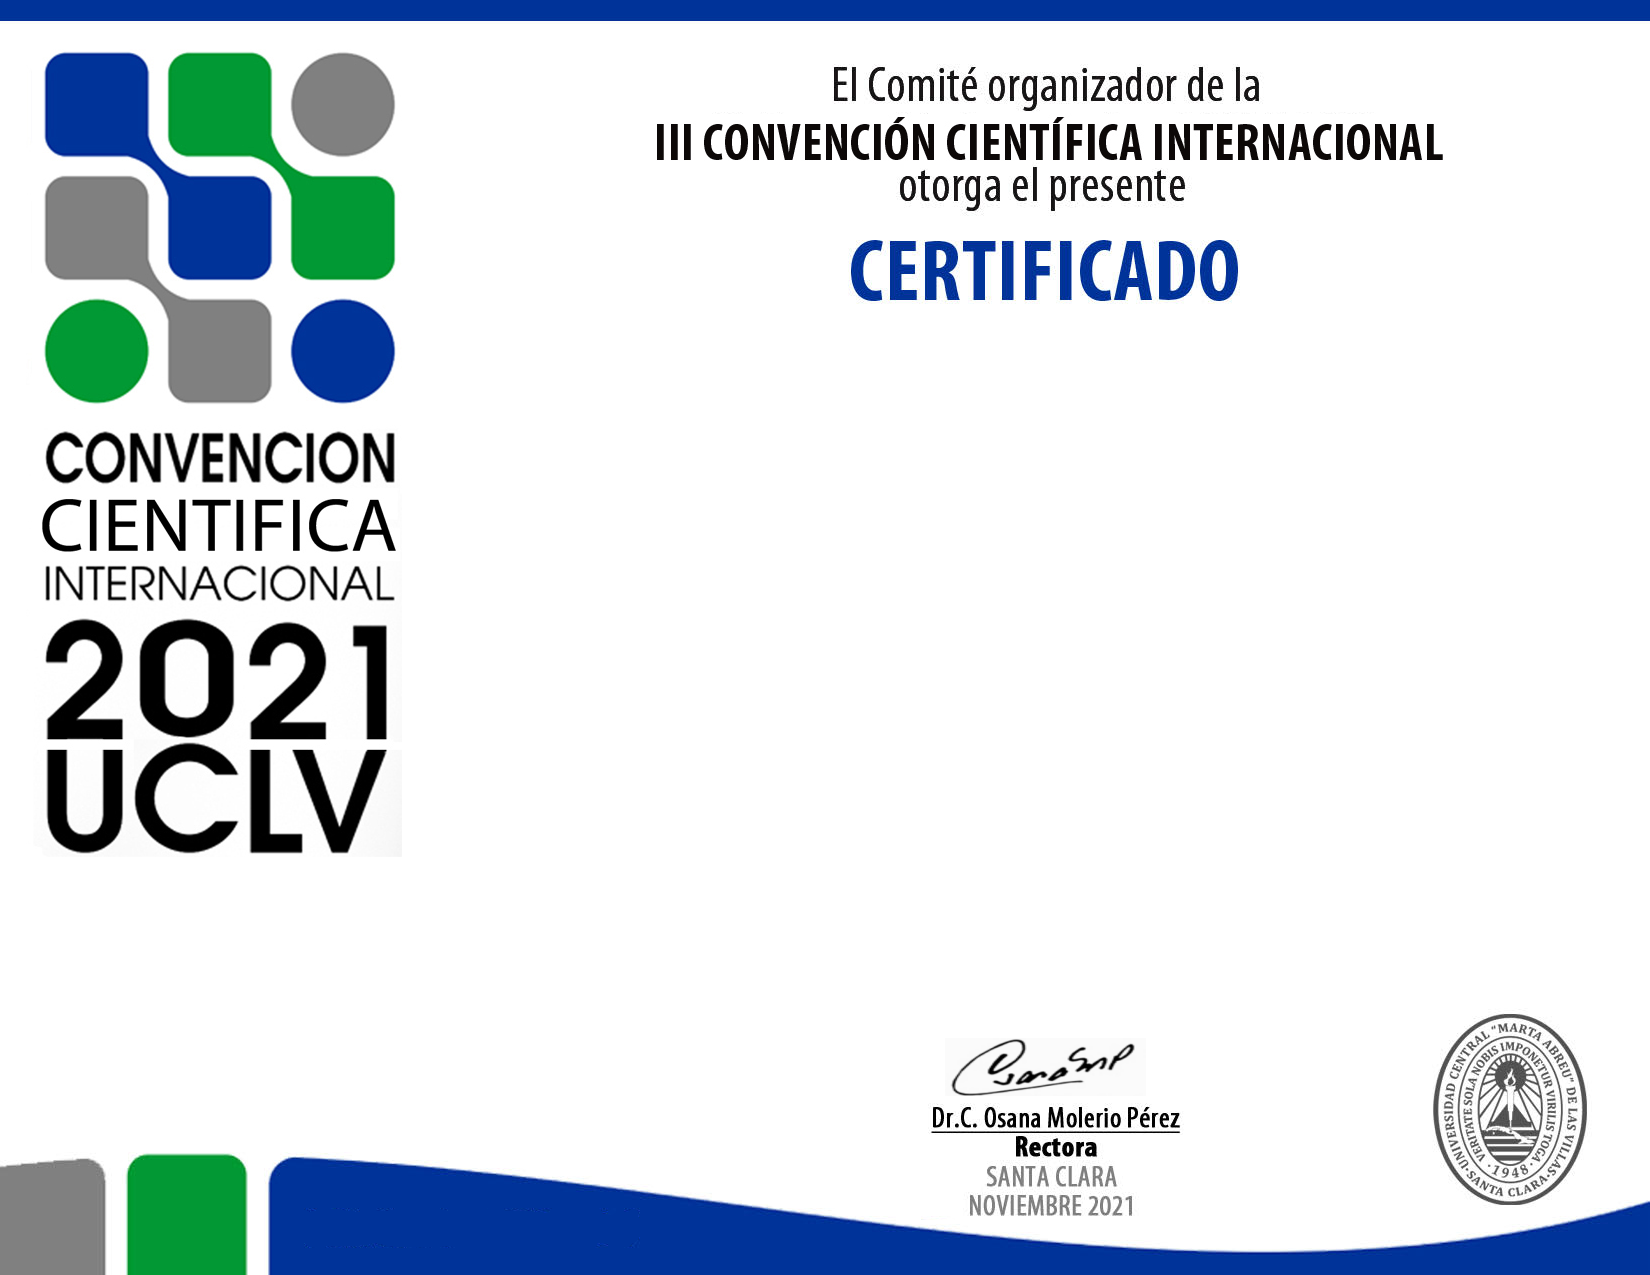 El Comité organizador de la
III CONVENCIÓN CIENTÍFICA INTERNACIONAL
otorga el presente
CERTIFICADO
CONVENCION
CIENTIFICA
INTERNACIONAL
2021
UCLV
Dr.C. Osana Molerio Pérez
Rectora
SANTA CLARA
NOVIEMBRE 2021
UNIVERSIDAD CENTRAL "MARTA ABREU" DE LAS VILLAS
·SANTA CLARA·
VERITATE SOLA NOBIS IMPONETUR VIRILIS TOGA
·1948·